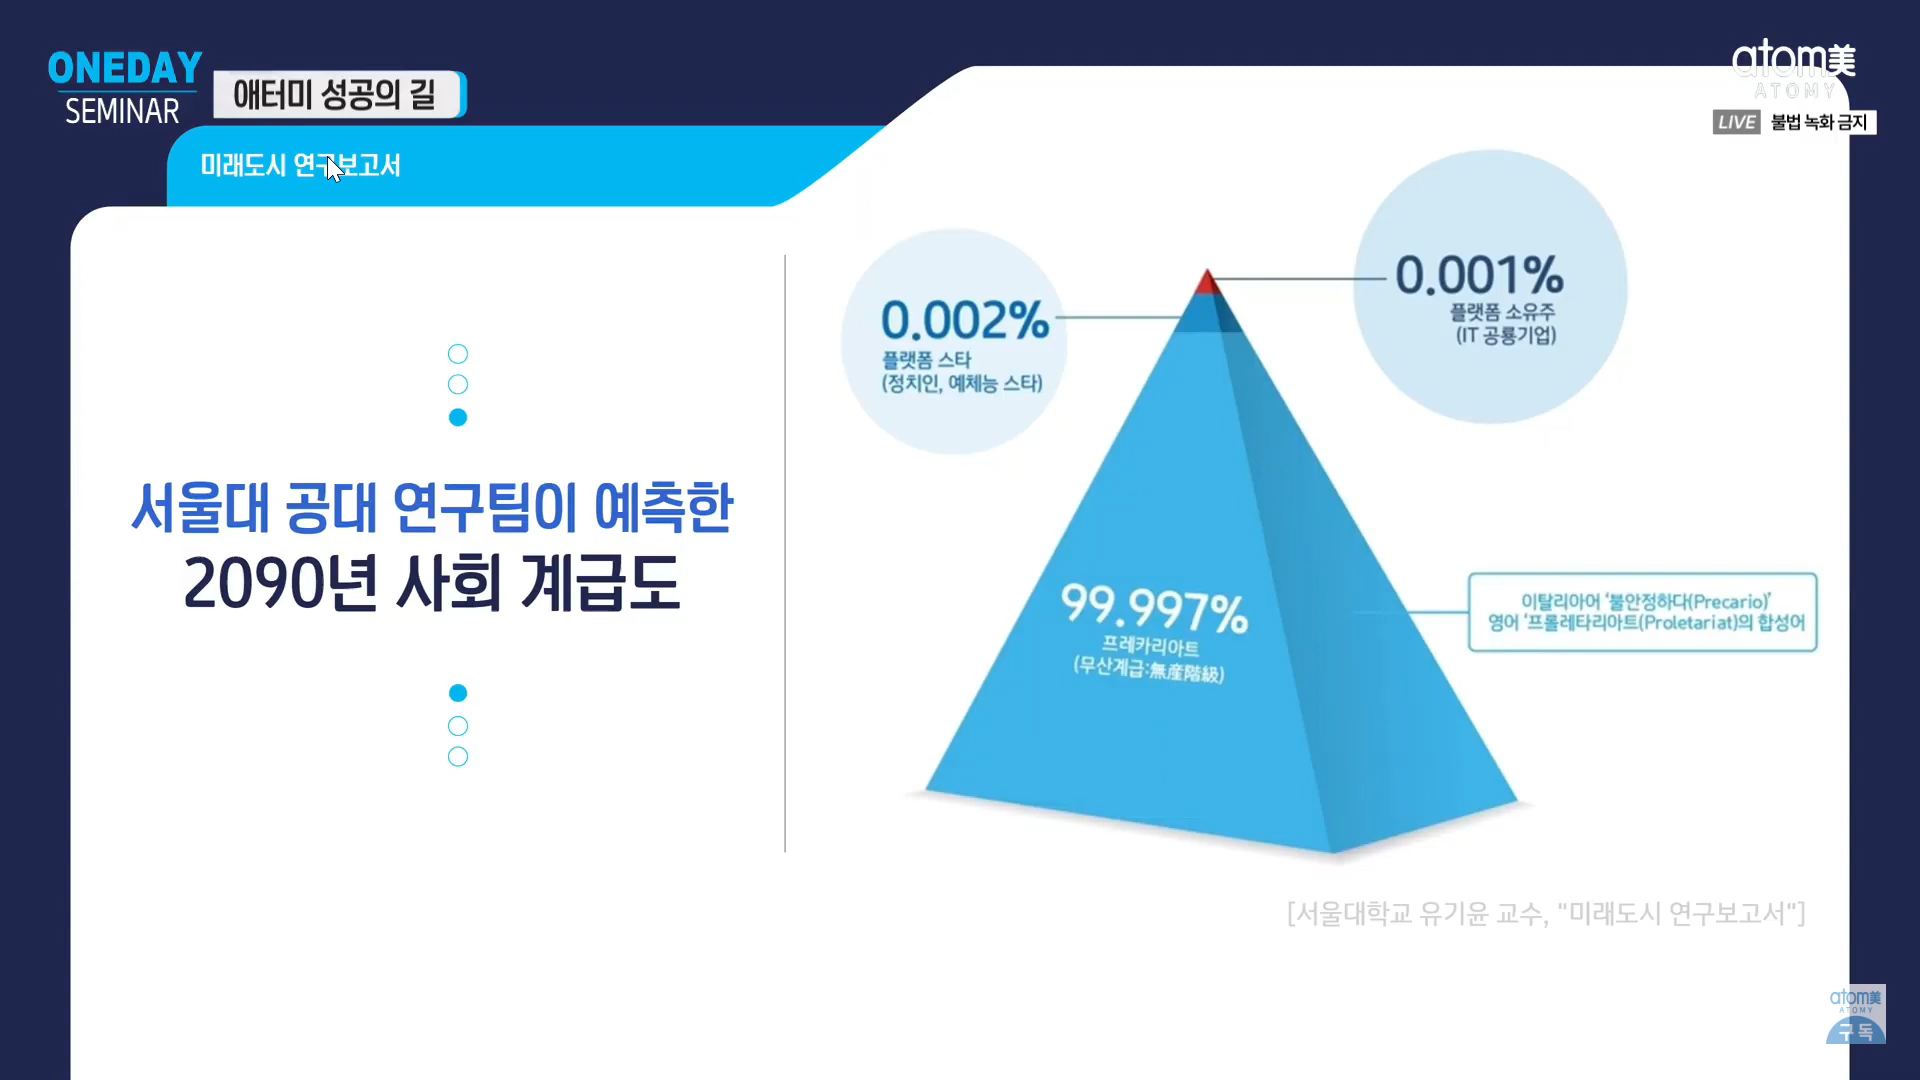 ONEDAY
SEMINAR
애터미 성공의 길
atom美
ATOMY
LIVE 불법 녹화 금지
미래도시 연구보고서
서울대 공대 연구팀이 예측한
2090년 사회 계급도
0.002%
플랫폼 스타
(정치인, 예체능 스타)
0.001%
플랫폼 소유주
(IT 공룡기업)
99.997%
프레카리아트
(무산계급:無産階級)
이탈리아어 '불안정하다(Precario)'
영어 '프롤레타리아트(Proletariat)의 합성어
[서울대학교 유기윤 교수, "미래도시 연구보고서"]
atom美
ATOMY
구독